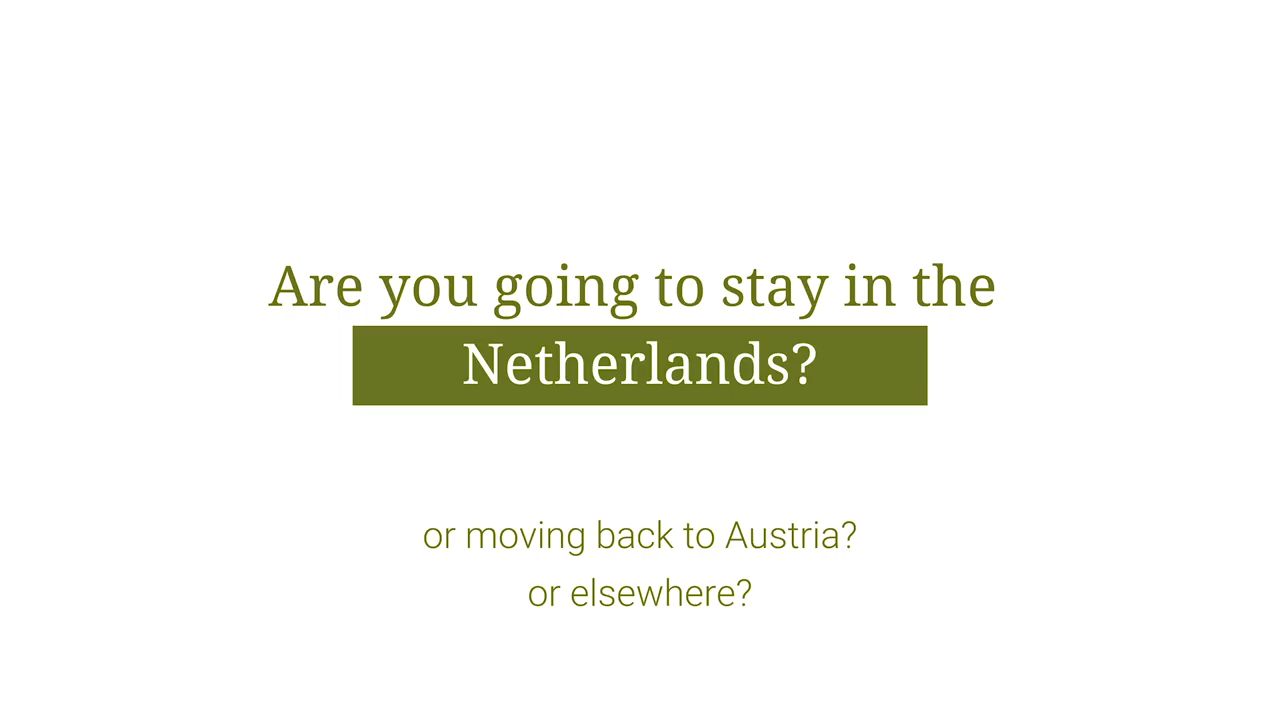 Are you going to stay in the
Netherlands?
or moving back to Austria?
or elsewhere?